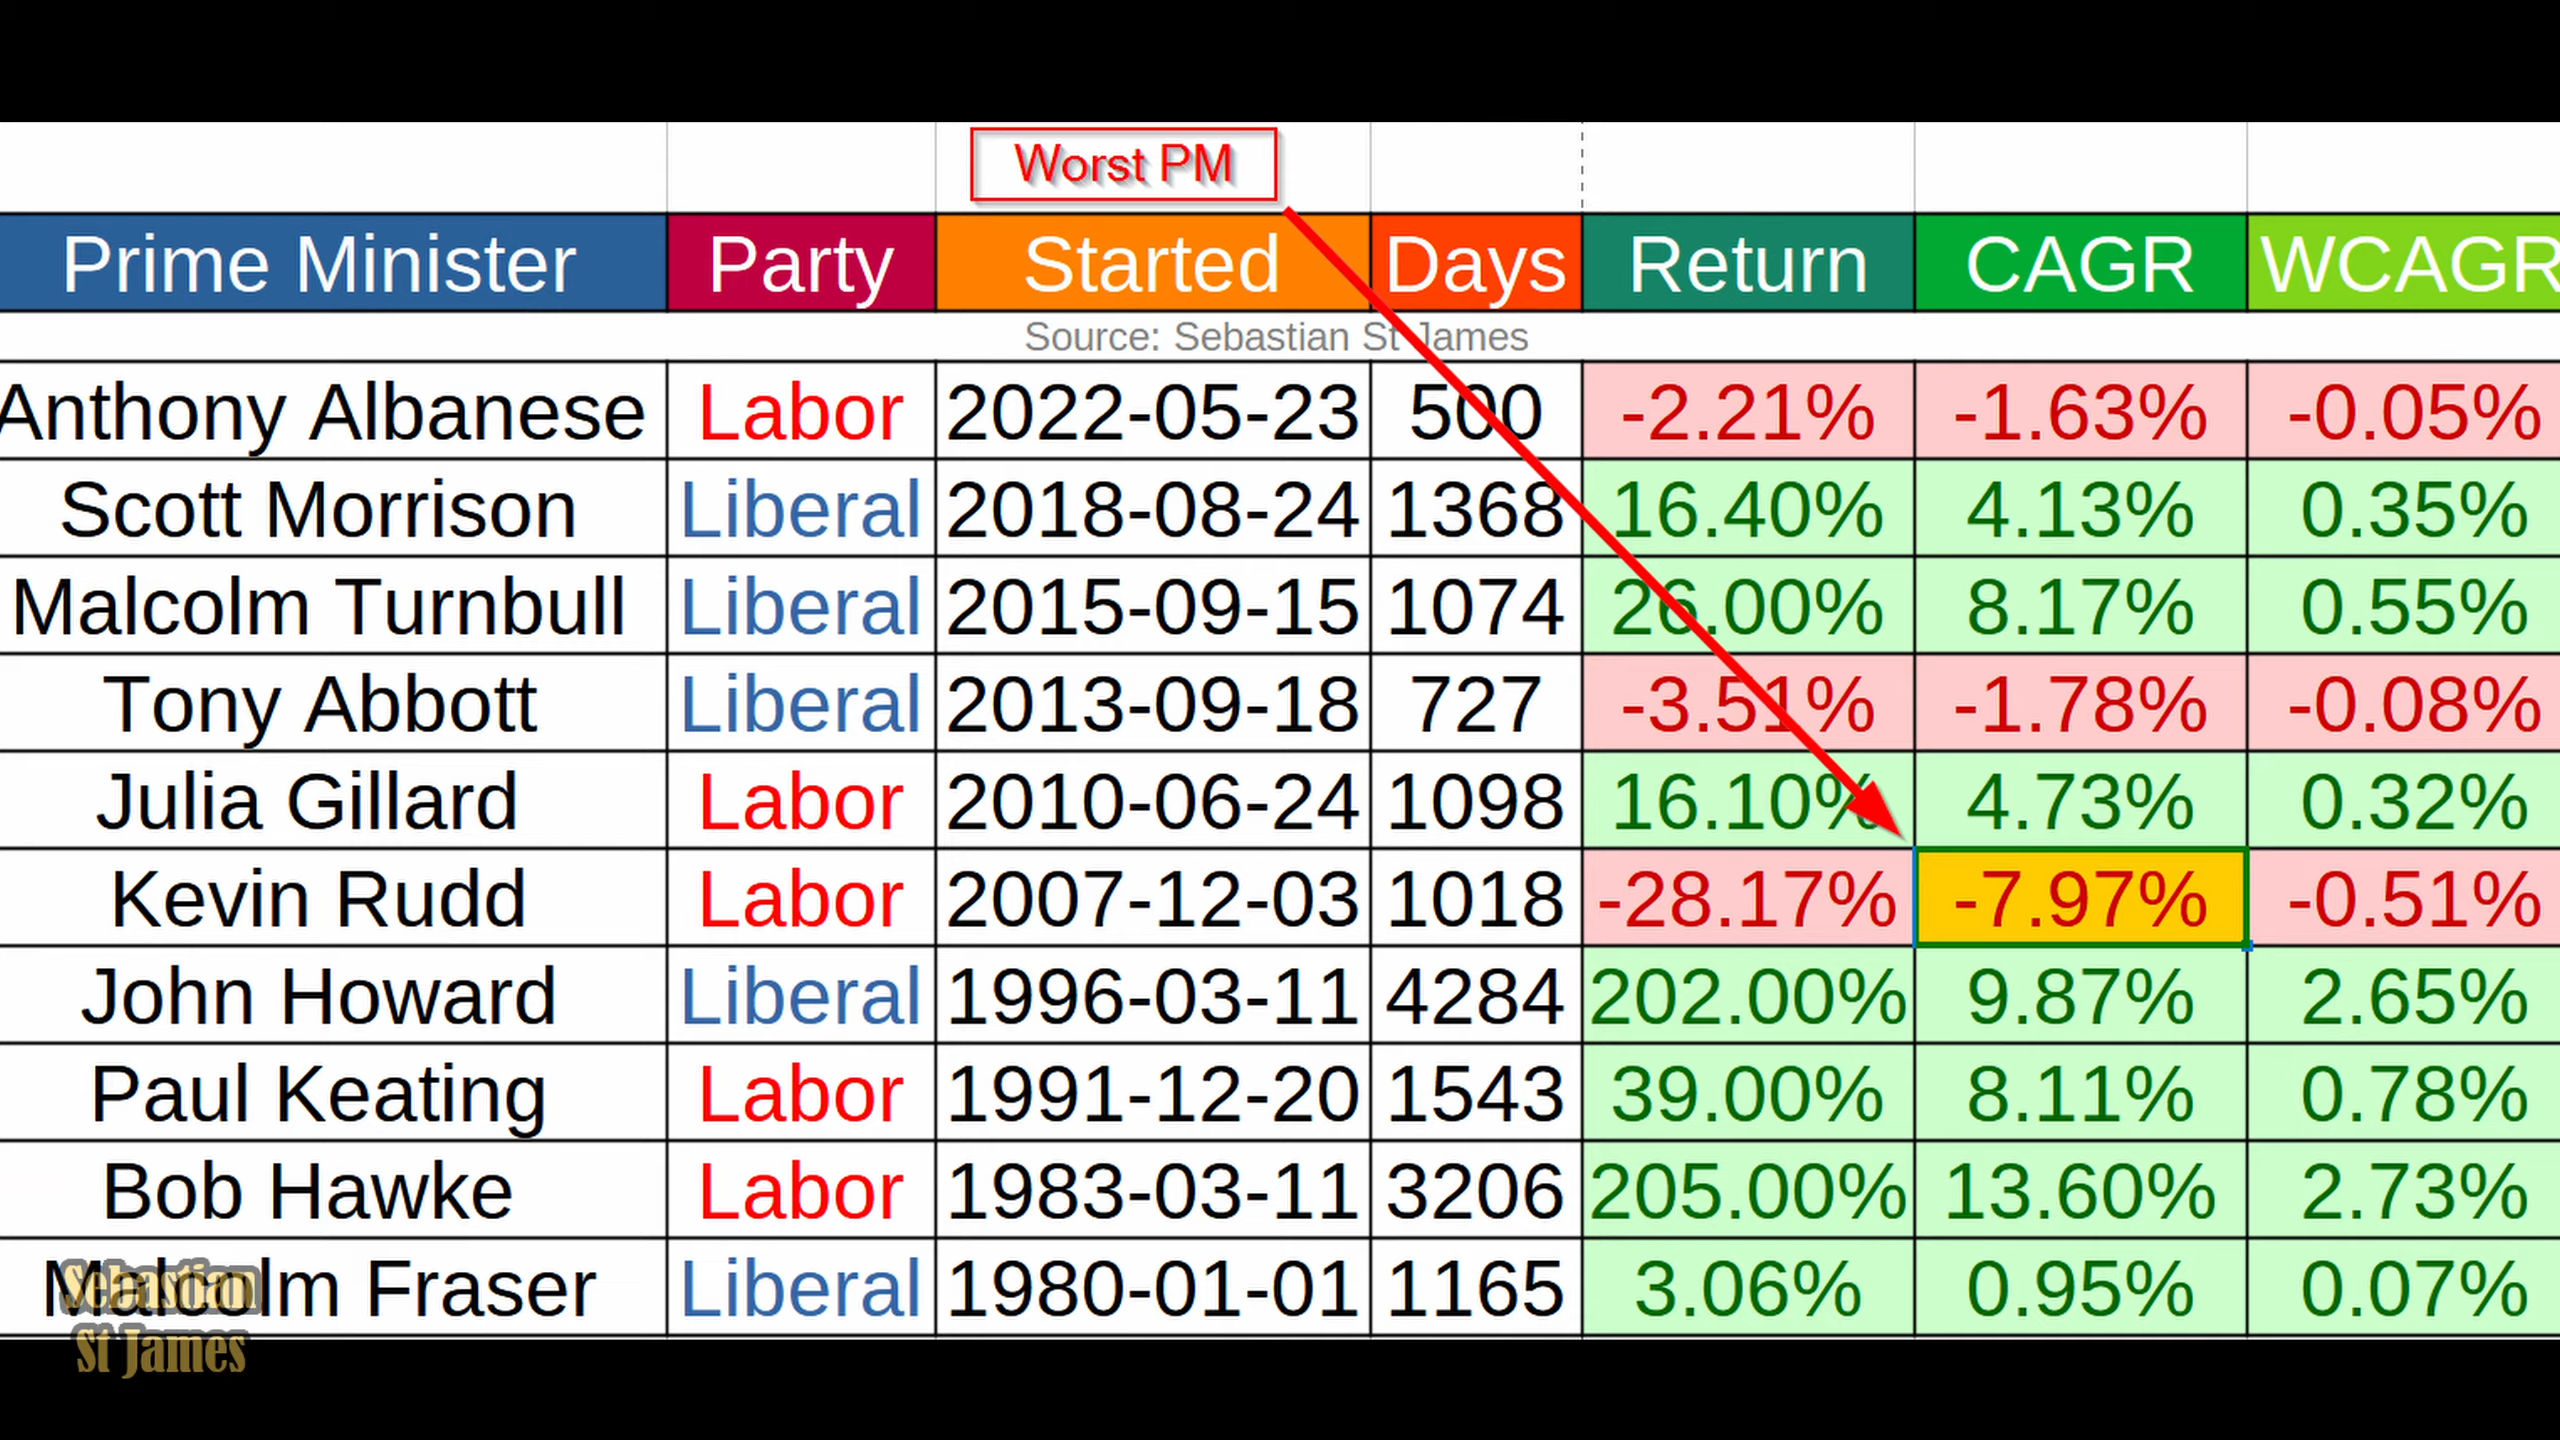 Worst PM
Prime Minister Party Started Days Return CAGR WCAGR
Source: Sebastian St James
Anthony Albanese Labor 2022-05-23 500 -2.21% -1.63% -0.05%
Scott Morrison Liberal 2018-08-24 1368 16.40% 4.13% 0.35%
Malcolm Turnbull Liberal 2015-09-15 1074 26.00% 8.17% 0.55%
Tony Abbott Liberal 2013-09-18 727 -3.51% -1.78% -0.08%
Julia Gillard Labor 2010-06-24 1098 16.10% 4.73% 0.32%
Kevin Rudd Labor 2007-12-03 1018 -28.17% -7.97% -0.51%
John Howard Liberal 1996-03-11 4284 202.00% 9.87% 2.65%
Paul Keating Labor 1991-12-20 1543 39.00% 8.11% 0.78%
Bob Hawke Labor 1983-03-11 3206 205.00% 13.60% 2.73%
Malcolm Fraser Liberal 1980-01-01 1165 3.06% 0.95% 0.07%
Sebastian
St James